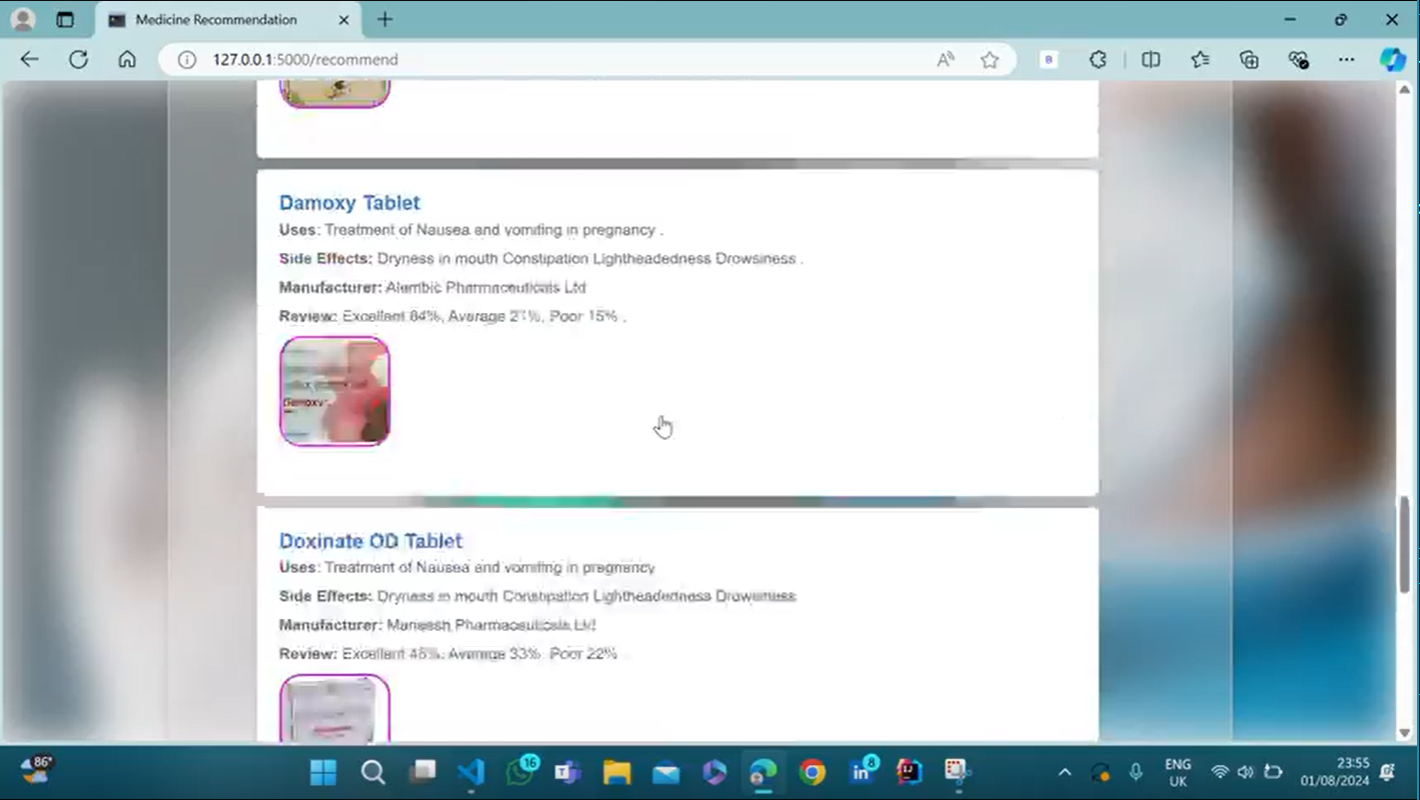 Medicine Recommendation
127.0.0.1:5000/recommend
Damoxy Tablet
Uses: Treatment of Nausea and vomiting in pregnancy .
Side Effects: Dryness in mouth Constipation Lightheadedness Drowsiness .
Manufacturer: Alembic Pharmaceuticals Ltd
Review: Excellent 64%, Average 21%, Poor 15% .
Damoxy
Doxinate OD Tablet
Uses: Treatment of Nausea and vomiting in pregnancy
Side Effects: Dryness in mouth Constipation Lightheadedness Drowsiness
Manufacturer: Maneesh Pharmaceuticals Ltd
Review: Excellent 45%, Average 33% Poor 22%
86°
16
8
ENG
UK
23:55
01/08/2024